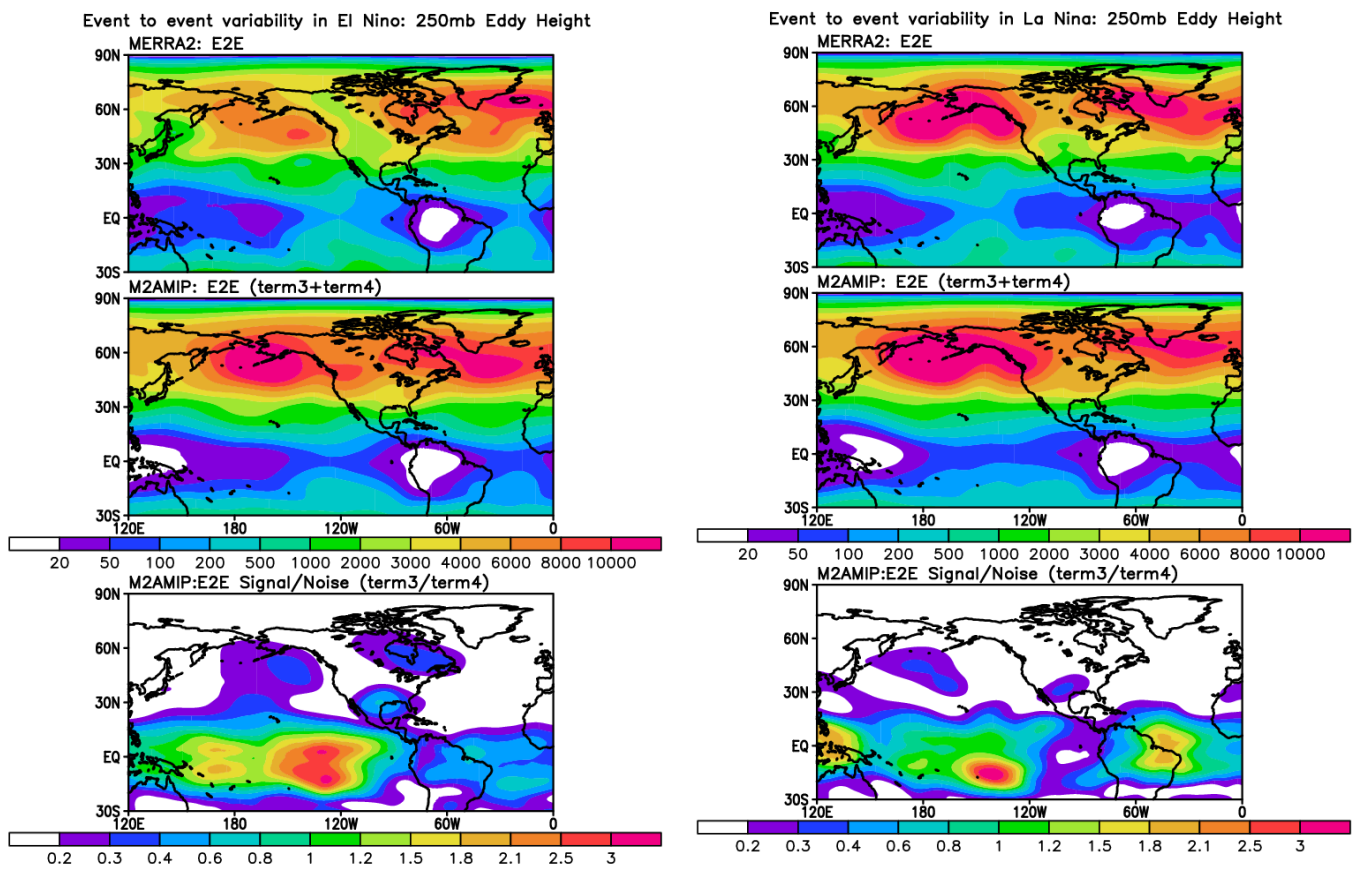 Event to event variability in El Nino: 250mb Eddy Height
MERRA2: E2E
90N
60N
30N
EQ
30S
M2AMIP: E2E (term3+term4)
90N
60N
30N
EQ
30S
120E 180 120W 60W 0
20 50 100 200 500 1000 2000 3000 4000 6000 8000 10000
M2AMIP:E2E Signal/Noise (term3/term4)
90N
60N
30N
EQ
30S
120E 180 120W 60W 0
0.2 0.3 0.4 0.6 0.8 1 1.2 1.5 1.8 2.1 2.5 3
Event to event variability in La Nina: 250mb Eddy Height
MERRA2: E2E
90N
60N
30N
EQ
30S
M2AMIP: E2E (term3+term4)
90N
60N
30N
EQ
30S
120E 180 120W 60W 0
20 50 100 200 500 1000 2000 3000 4000 6000 8000 10000
M2AMIP:E2E Signal/Noise (term3/term4)
90N
60N
30N
EQ
30S
120E 180 120W 60W 0
0.2 0.3 0.4 0.6 0.8 1 1.2 1.5 1.8 2.1 2.5 3